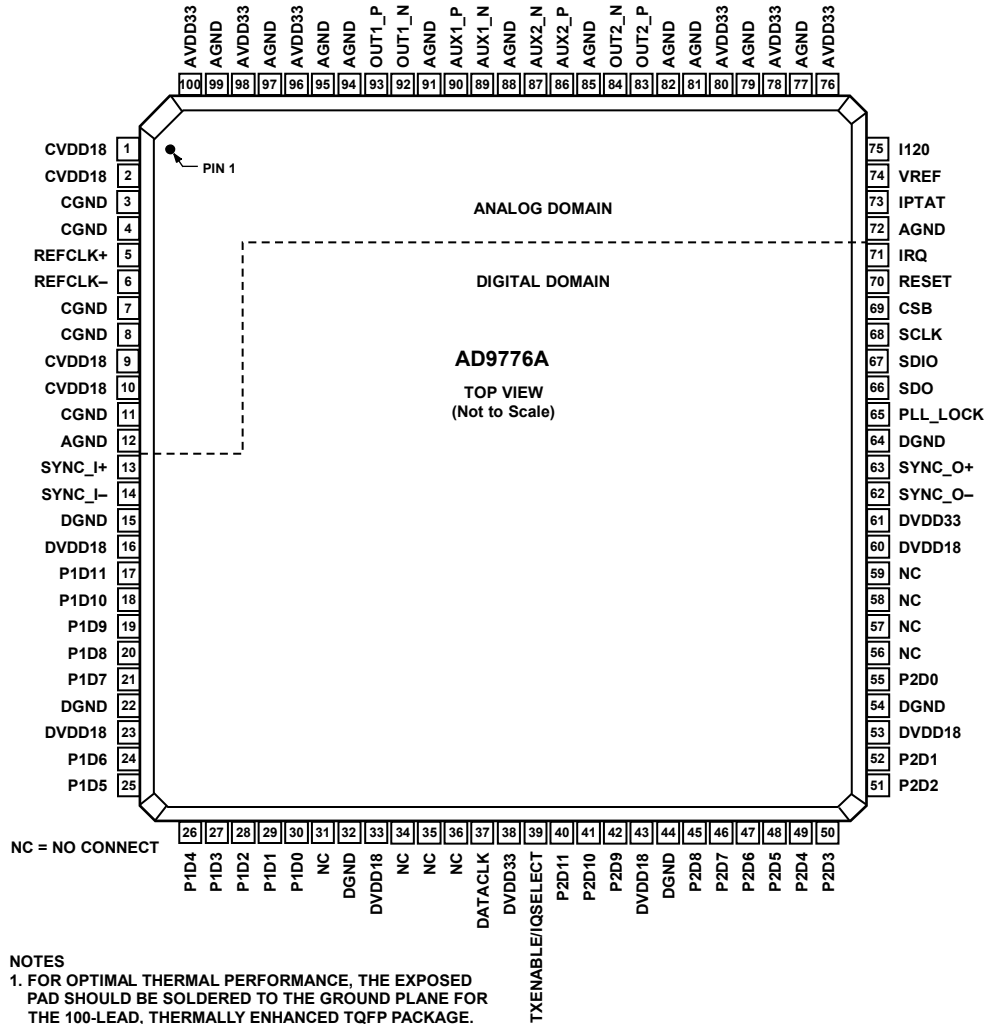 AVDD33
AGND
AVDD33
AGND
AVDD33
AGND
AGND
OUT1_P
OUT1_N
AGND
AUX1_P
AUX1_N
AGND
AUX2_N
AUX2_P
AGND
OUT2_N
OUT2_P
AGND
AGND
AVDD33
AGND
AVDD33
AGND
AVDD33
100 99 98 97 96 95 94 93 92 91 90 89 88 87 86 85 84 83 82 81 80 79 78 77 76
CVDD18 1
CVDD18 2
CGND 3
CGND 4
REFCLK+ 5
REFCLK– 6
CGND 7
CGND 8
CVDD18 9
CVDD18 10
CGND 11
AGND 12
SYNC_I+ 13
SYNC_I– 14
DGND 15
DVDD18 16
P1D11 17
P1D10 18
P1D9 19
P1D8 20
P1D7 21
DGND 22
DVDD18 23
P1D6 24
P1D5 25
PIN 1
ANALOG DOMAIN
DIGITAL DOMAIN
AD9776A
TOP VIEW
(Not to Scale)
75 I120
74 VREF
73 IPTAT
72 AGND
71 IRQ
70 RESET
69 CSB
68 SCLK
67 SDIO
66 SDO
65 PLL_LOCK
64 DGND
63 SYNC_O+
62 SYNC_O–
61 DVDD33
60 DVDD18
59 NC
58 NC
57 NC
56 NC
55 P2D0
54 DGND
53 DVDD18
52 P2D1
51 P2D2
26 27 28 29 30 31 32 33 34 35 36 37 38 39 40 41 42 43 44 45 46 47 48 49 50
P1D4
P1D3
P1D2
P1D1
P1D0
NC
DGND
DVDD18
NC
NC
NC
DATACLK
DVDD33
TXENABLE/IQSELECT
P2D11
P2D10
P2D9
DVDD18
DGND
P2D8
P2D7
P2D6
P2D5
P2D4
P2D3
NC = NO CONNECT
NOTES
1. FOR OPTIMAL THERMAL PERFORMANCE, THE EXPOSED
PAD SHOULD BE SOLDERED TO THE GROUND PLANE FOR
THE 100-LEAD, THERMALLY ENHANCED TQFP PACKAGE.